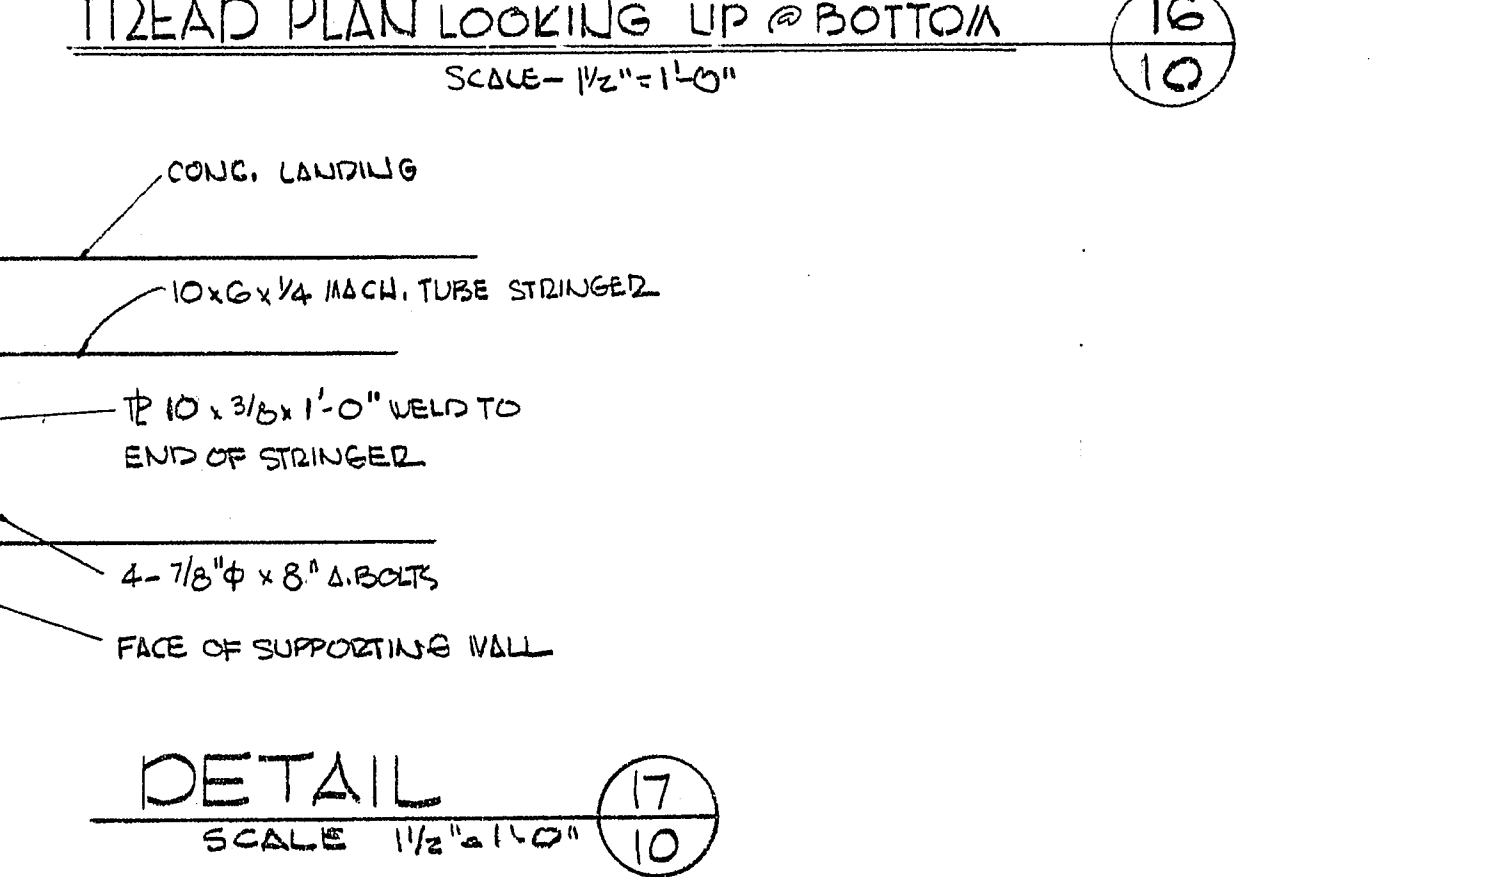 TREAD PLAN LOOKING UP @ BOTTOM
16
10
SCALE- 1½"=1'-0"
CONC. LANDING
10x6x¼ MACH. TUBE STRINGER
℄ 10 x 3/8 x 1'-0" WELD TO
END OF STRINGER
4- 7/8"ϕ x 8" A.BOLTS
FACE OF SUPPORTING WALL
DETAIL
17
10
SCALE 1½"=1'-0"